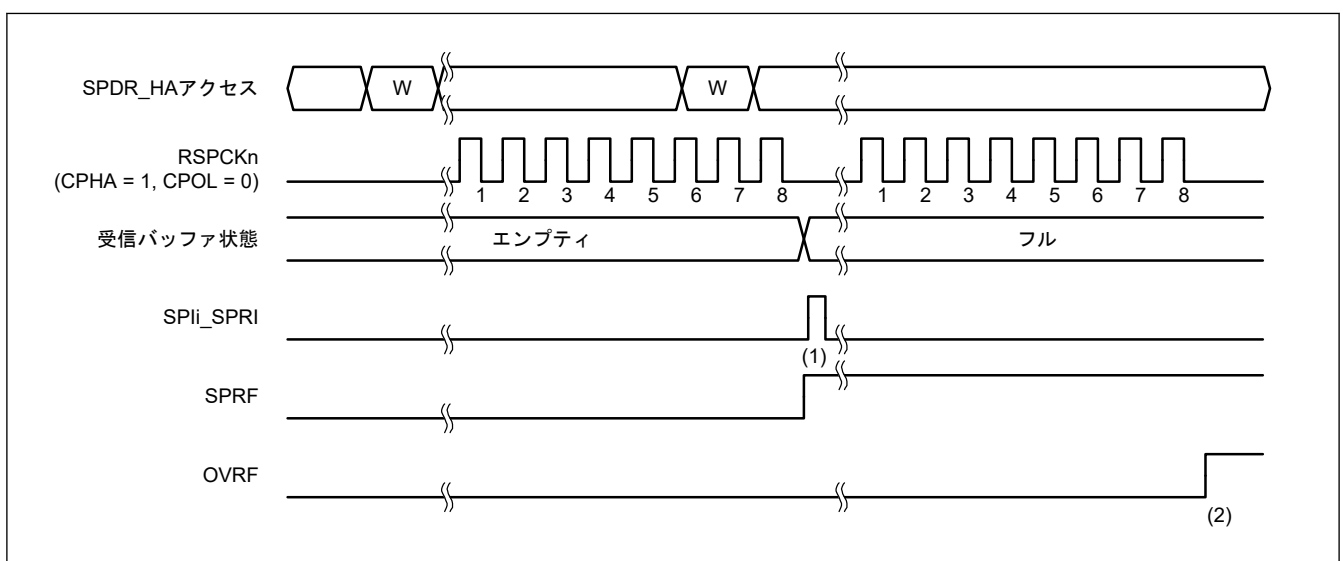 SPDR_HAアクセス W W
RSPCKn
(CPHA = 1, CPOL = 0)
1 2 3 4 5 6 7 8 1 2 3 4 5 6 7 8
受信バッファ状態 エンプティ フル
SPIi_SPRI
(1)
SPRF
OVRF
(2)